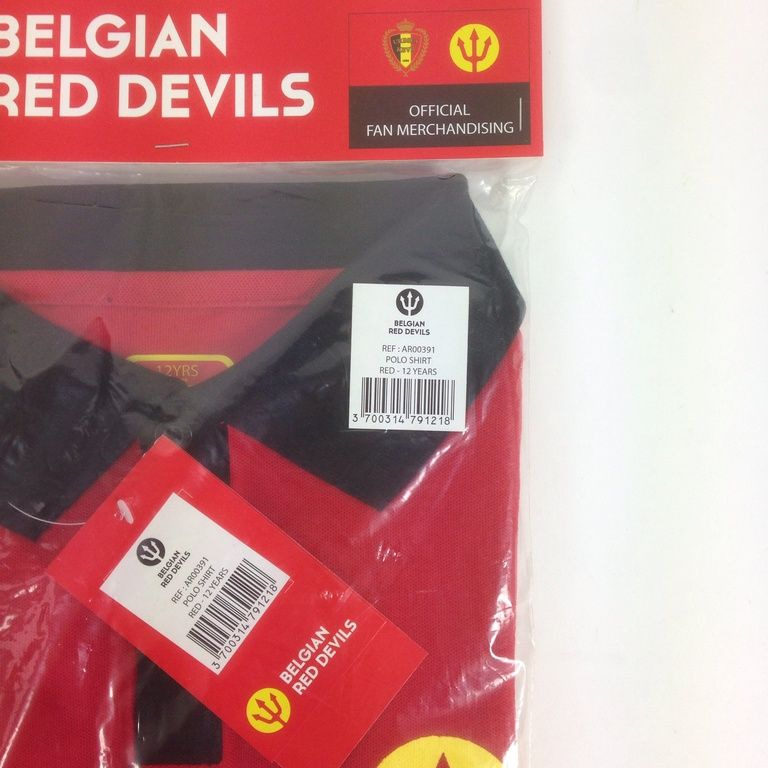 BELGIAN
RED DEVILS
OFFICIAL
FAN MERCHANDISING
12YRS
BELGIAN
RED DEVILS
REF : AR00391
POLO SHIRT
RED - 12 YEARS
3 700314 791218
BELGIAN
RED DEVILS
REF : AR00391
POLO SHIRT
RED - 12 YEARS
3 700314 791218
BELGIAN
RED DEVILS